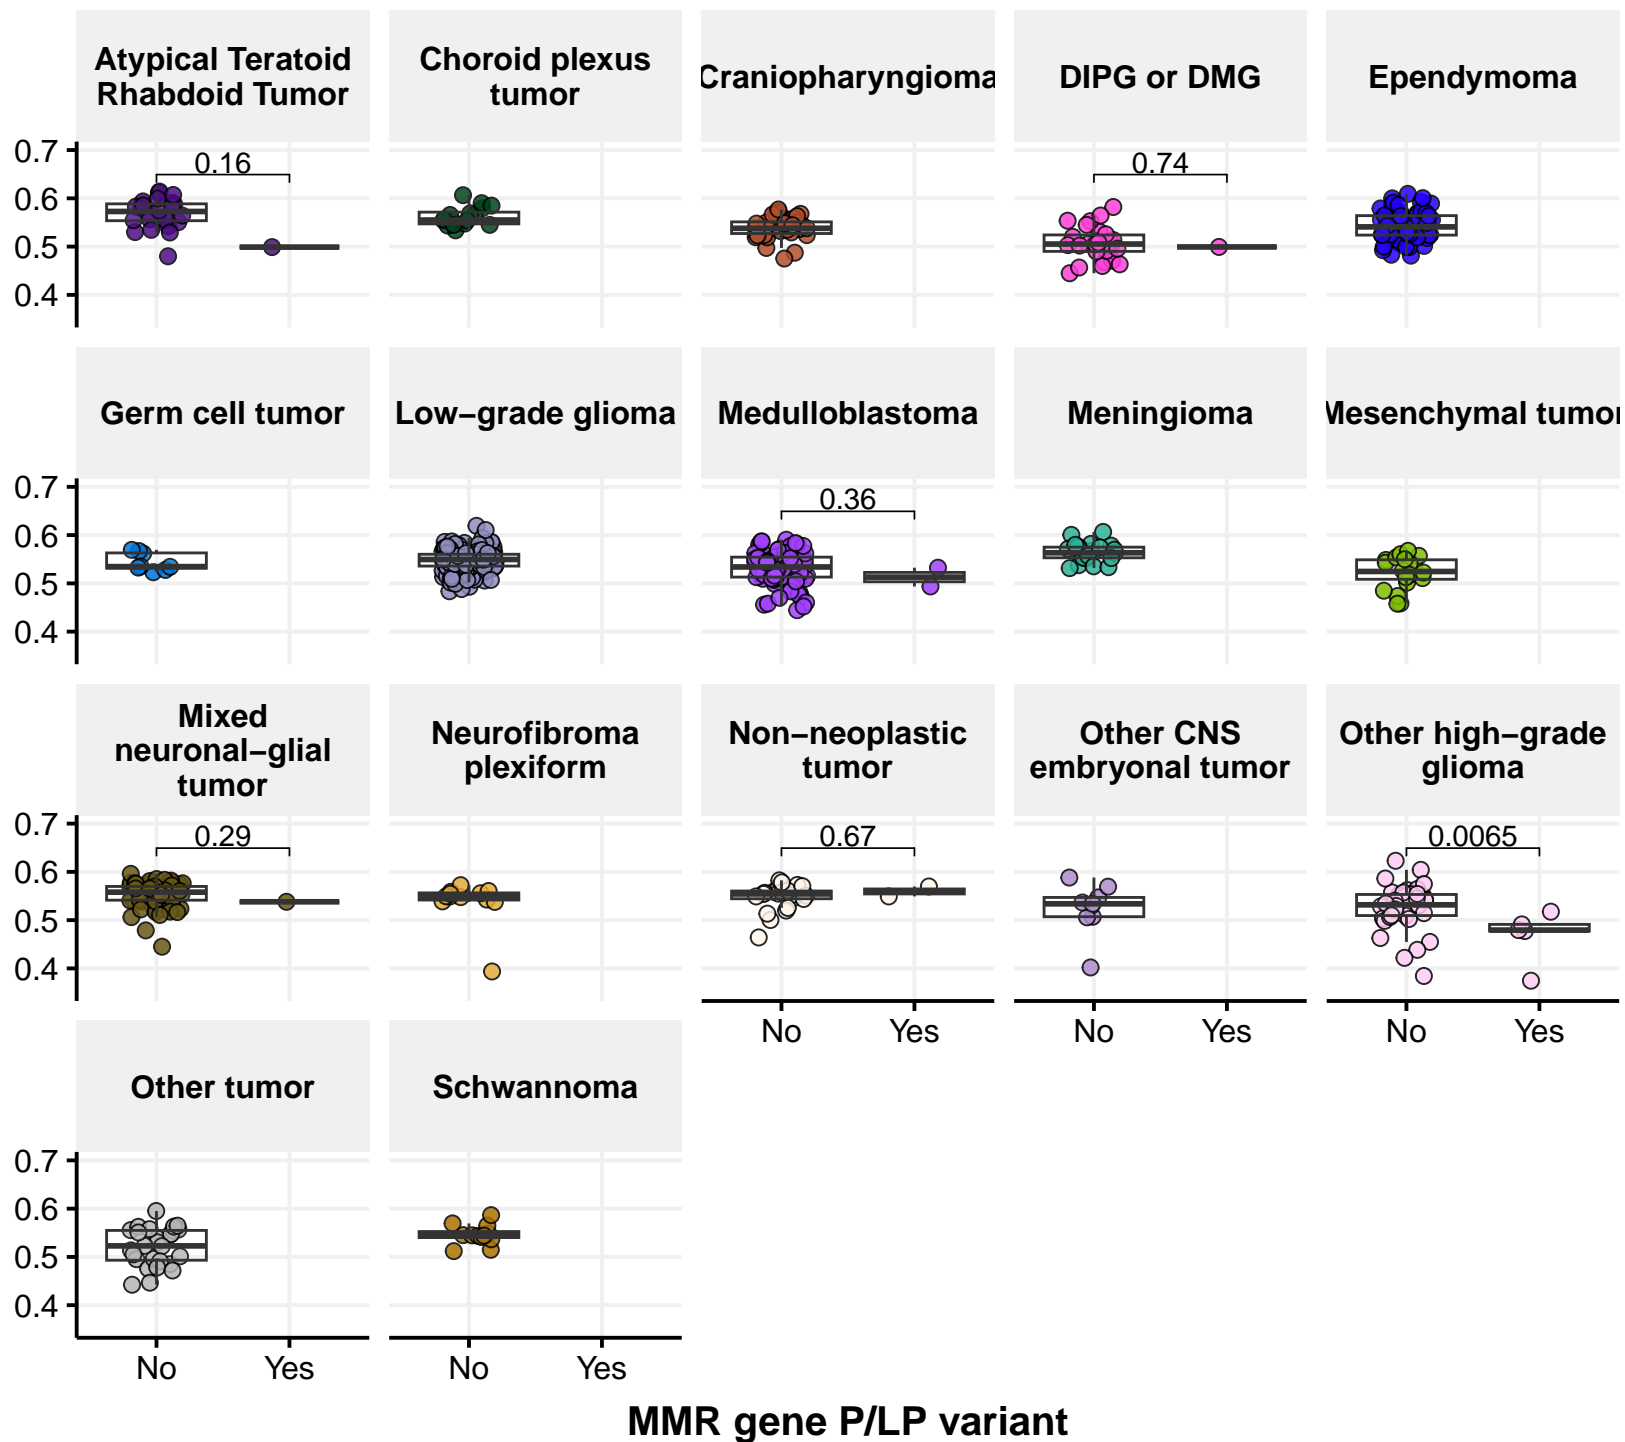 Atypical Teratoid
Rhabdoid Tumor
Choroid plexus
tumor
Craniopharyngioma
DIPG or DMG
Ependymoma
0.7
0.6
0.5
0.4
0.16
0.74
Germ cell tumor
Low−grade glioma
Medulloblastoma
Meningioma
Mesenchymal tumor
0.7
0.6
0.5
0.4
0.36
Mixed
neuronal−glial
tumor
Neurofibroma
plexiform
Non−neoplastic
tumor
Other CNS
embryonal tumor
Other high−grade
glioma
0.7
0.6
0.5
0.4
0.29
0.67
0.0065
No Yes
No Yes
No Yes
Other tumor
Schwannoma
0.7
0.6
0.5
0.4
No Yes
No Yes
MMR gene P/LP variant